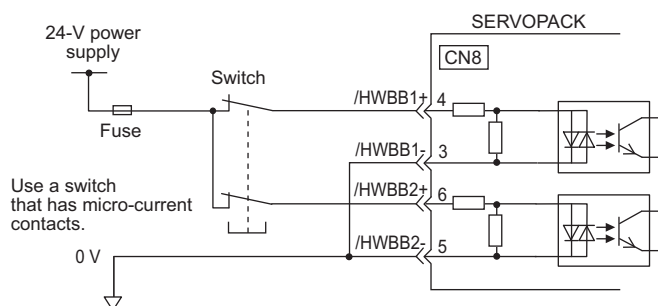 SERVOPACK
24-V power
supply
CN8
Switch
Fuse
/HWBB1+
4
/HWBB1-
3
/HWBB2+
6
/HWBB2-
5
Use a switch
that has micro-current
contacts.
0 V